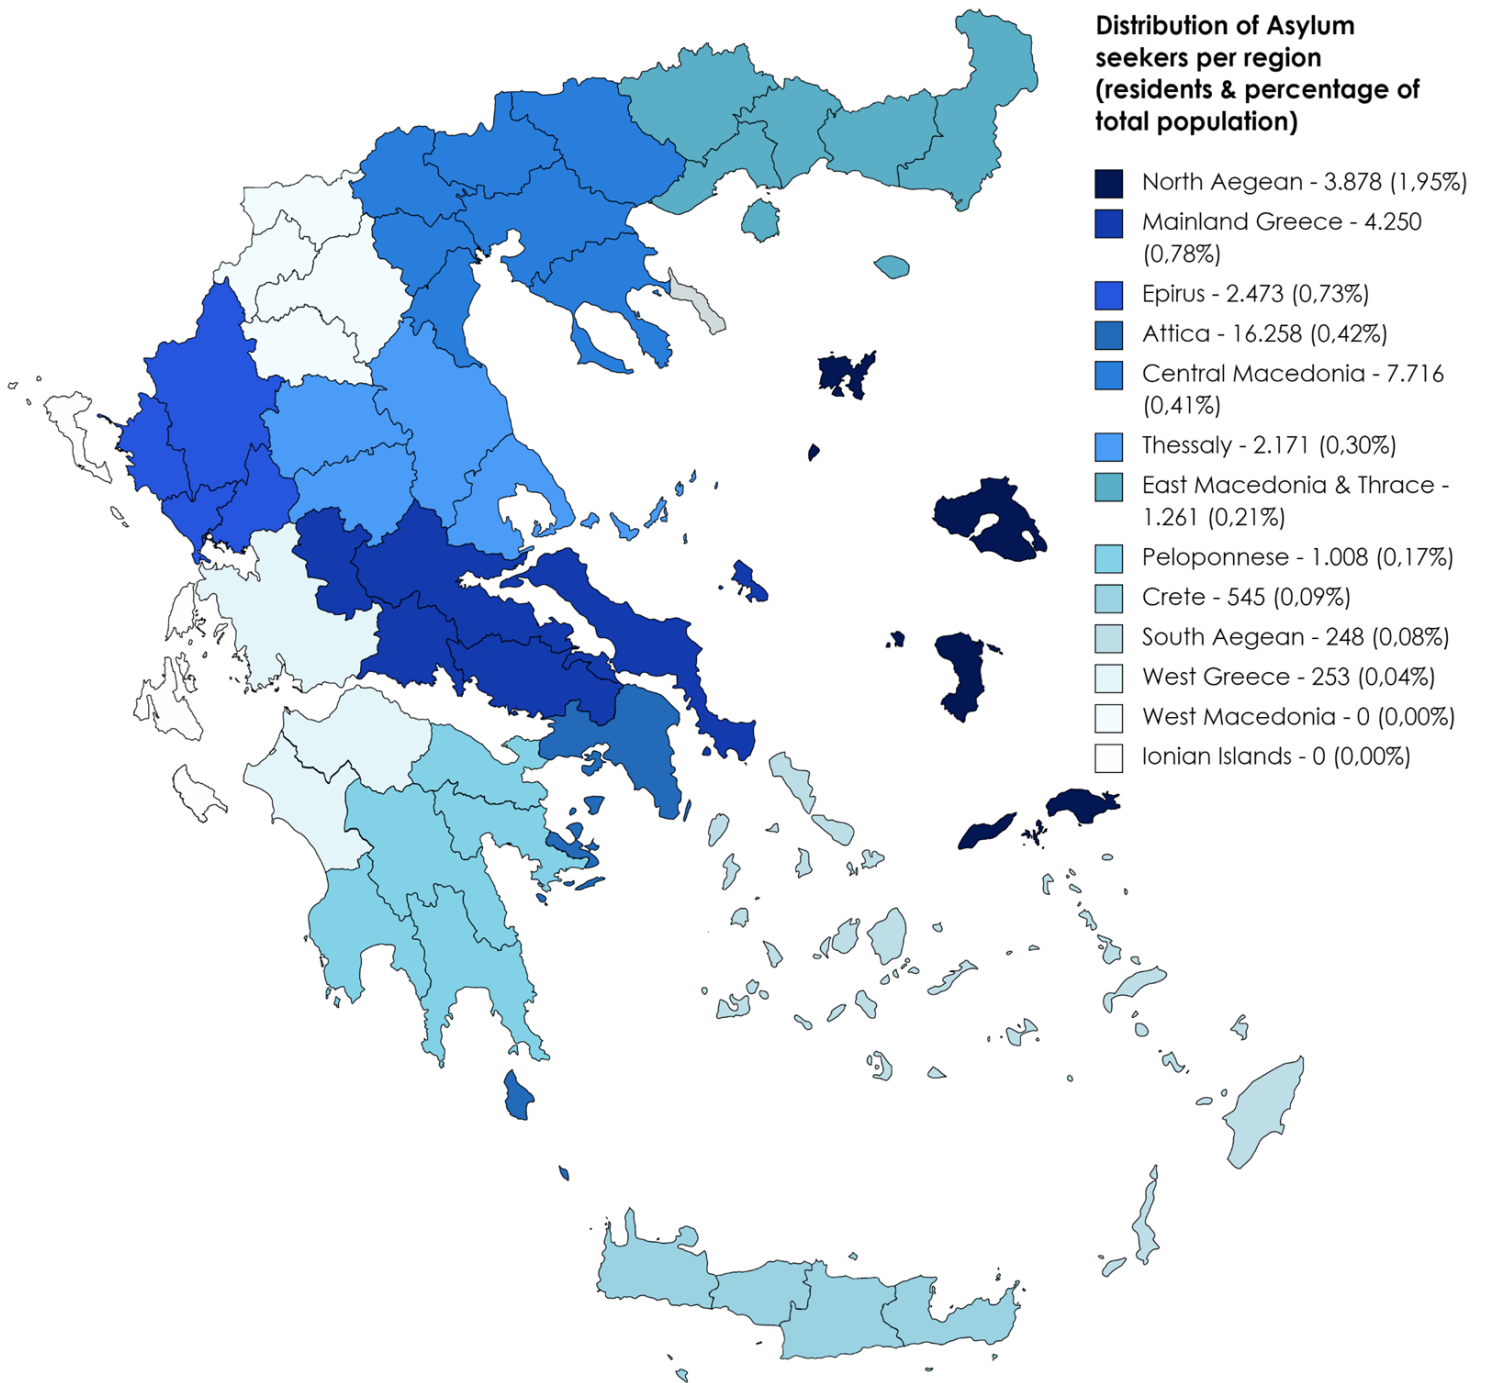 Distribution of Asylum
seekers per region
(residents & percentage of
total population)
North Aegean - 3.878 (1,95%)
Mainland Greece - 4.250
(0,78%)
Epirus - 2.473 (0,73%)
Attica - 16.258 (0,42%)
Central Macedonia - 7.716
(0,41%)
Thessaly - 2.171 (0,30%)
East Macedonia & Thrace -
1.261 (0,21%)
Peloponnese - 1.008 (0,17%)
Crete - 545 (0,09%)
South Aegean - 248 (0,08%)
West Greece - 253 (0,04%)
West Macedonia - 0 (0,00%)
Ionian Islands - 0 (0,00%)